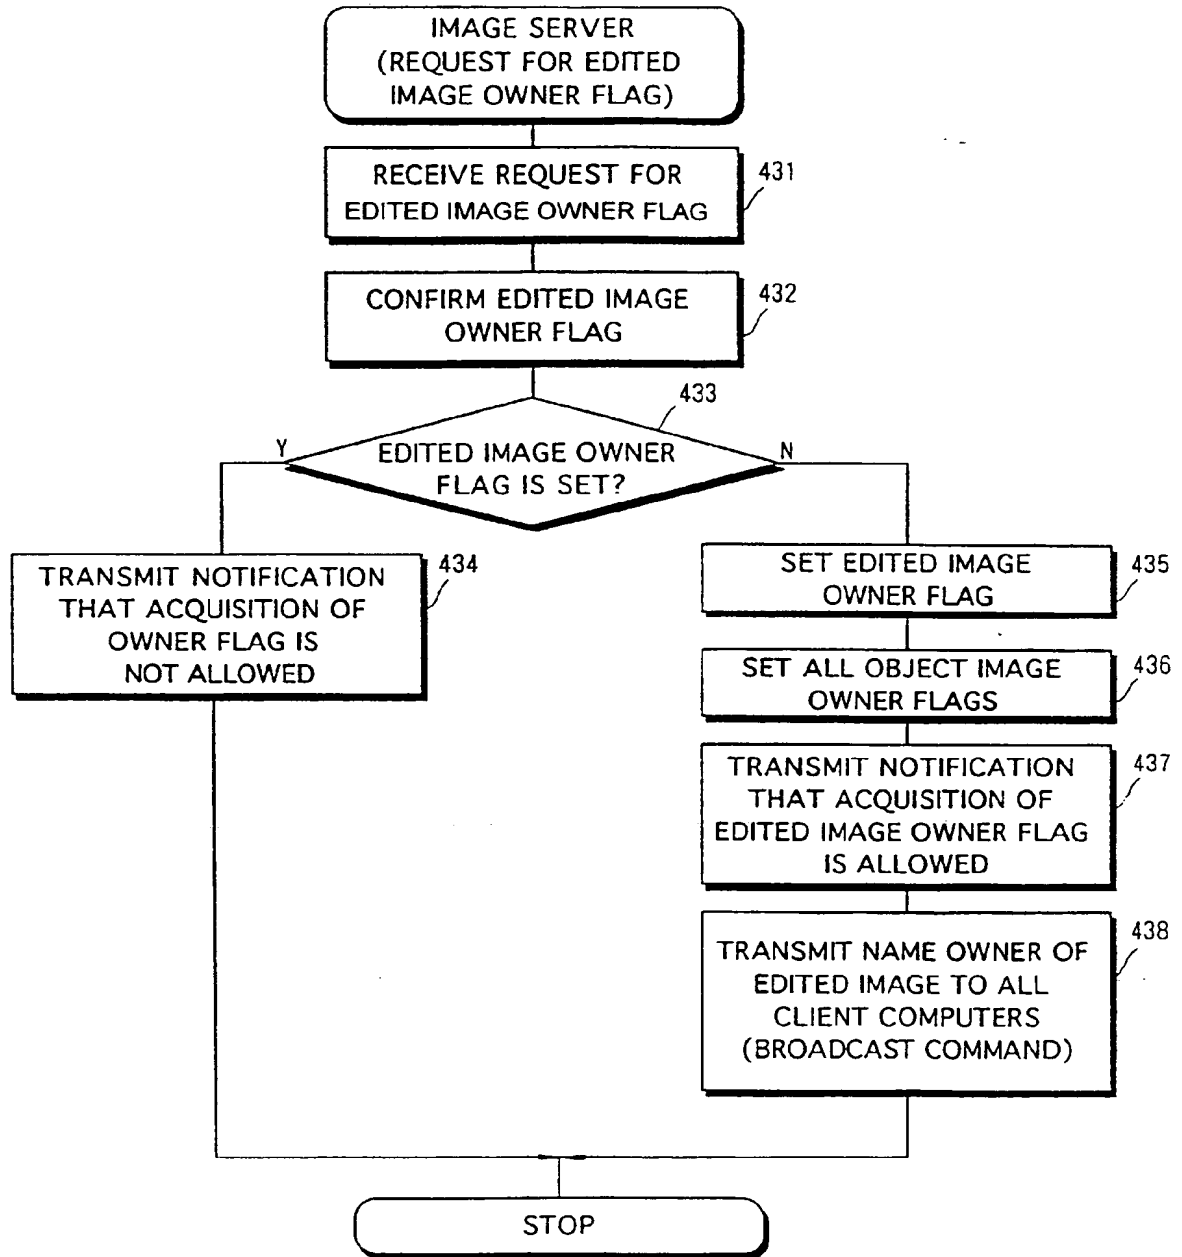 IMAGE SERVER
(REQUEST FOR EDITED
IMAGE OWNER FLAG)
RECEIVE REQUEST FOR
EDITED IMAGE OWNER FLAG
431
CONFIRM EDITED IMAGE
OWNER FLAG
432
433
Y
EDITED IMAGE OWNER
FLAG IS SET?
N
TRANSMIT NOTIFICATION
THAT ACQUISITION OF
OWNER FLAG IS
NOT ALLOWED
434
SET EDITED IMAGE
OWNER FLAG
435
SET ALL OBJECT IMAGE
OWNER FLAGS
436
TRANSMIT NOTIFICATION
THAT ACQUISITION OF
EDITED IMAGE OWNER FLAG
IS ALLOWED
437
TRANSMIT NAME OWNER OF
EDITED IMAGE TO ALL
CLIENT COMPUTERS
(BROADCAST COMMAND)
438
STOP